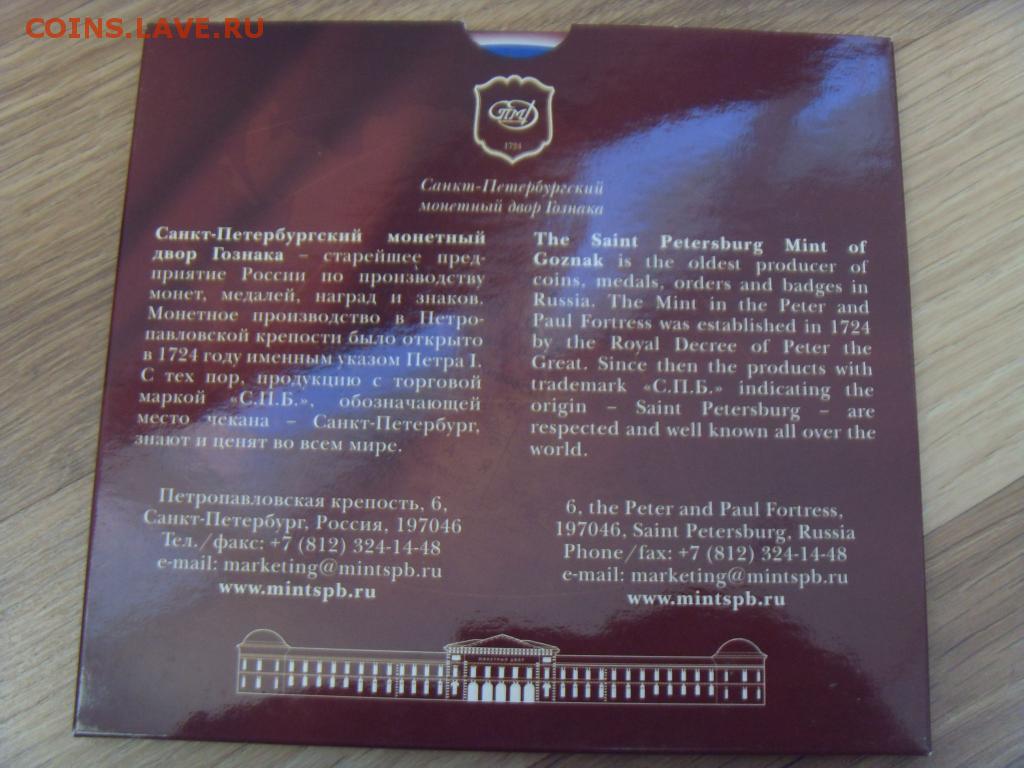 COINS.LAVE.RU
СПМД
1724
Санкт-Петербургский
монетный двор Гознака
Санкт-Петербургский монетный
двор Гознака – старейшее пред-
приятие России по производству
монет, медалей, наград и знаков.
Монетное производство в Петро-
павловской крепости было открыто
в 1724 году именным указом Петра I.
С тех пор, продукцию с торговой
маркой «С.П.Б.», обозначающей
место чекана – Санкт-Петербург,
знают и ценят во всем мире.
The Saint Petersburg Mint of
Goznak is the oldest producer of
coins, medals, orders and badges in
Russia. The Mint in the Peter and
Paul Fortress was established in 1724
by the Royal Decree of Peter the
Great. Since then the products with
trademark «С.П.Б.» indicating the
origin – Saint Petersburg – are
respected and well known all over the
world.
Петропавловская крепость, 6,
Санкт-Петербург, Россия, 197046
Тел./факс: +7 (812) 324-14-48
e-mail: marketing@mintspb.ru
www.mintspb.ru
6, the Peter and Paul Fortress,
197046, Saint Petersburg, Russia
Phone/fax: +7 (812) 324-14-48
e-mail: marketing@mintspb.ru
www.mintspb.ru
МОНЕТНЫЙ ДВОР